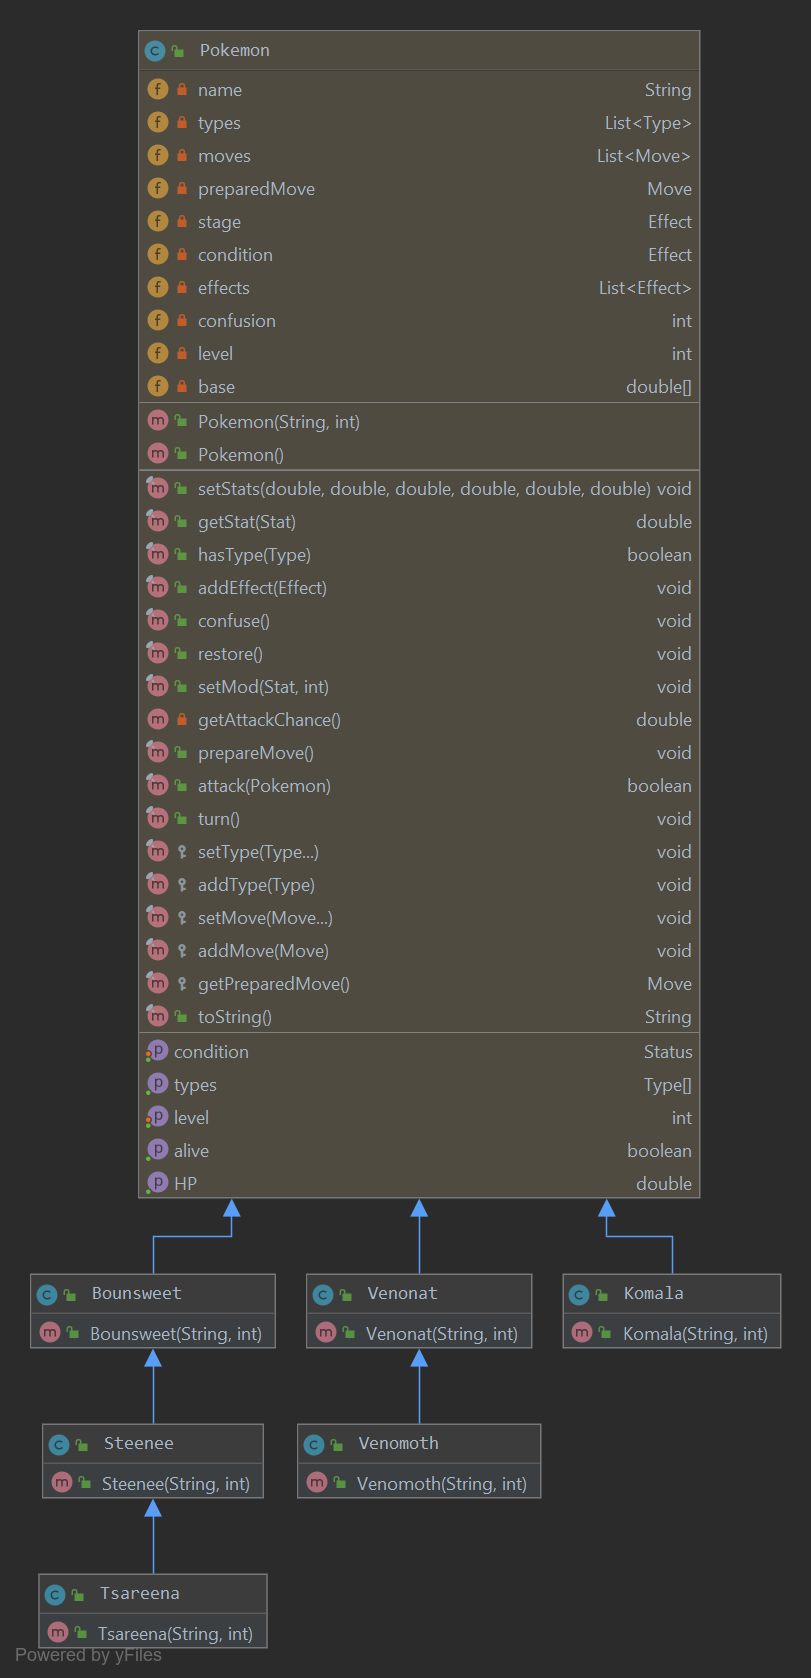 Pokemon
name String
types List<Type>
moves List<Move>
preparedMove Move
stage Effect
condition Effect
effects List<Effect>
confusion int
level int
base double[]
Pokemon(String, int)
Pokemon()
setStats(double, double, double, double, double, double) void
getStat(Stat) double
hasType(Type) boolean
addEffect(Effect) void
confuse() void
restore() void
setMod(Stat, int) void
getAttackChance() double
prepareMove() void
attack(Pokemon) boolean
turn() void
setType(Type...) void
addType(Type) void
setMove(Move...) void
addMove(Move) void
getPreparedMove() Move
toString() String
condition Status
types Type[]
level int
alive boolean
HP double
Bounsweet Venonat Komala
Bounsweet(String, int) Venonat(String, int) Komala(String, int)
Steenee Venomoth
Steenee(String, int) Venomoth(String, int)
Tsareena
Tsareena(String, int)
Powered by yFiles